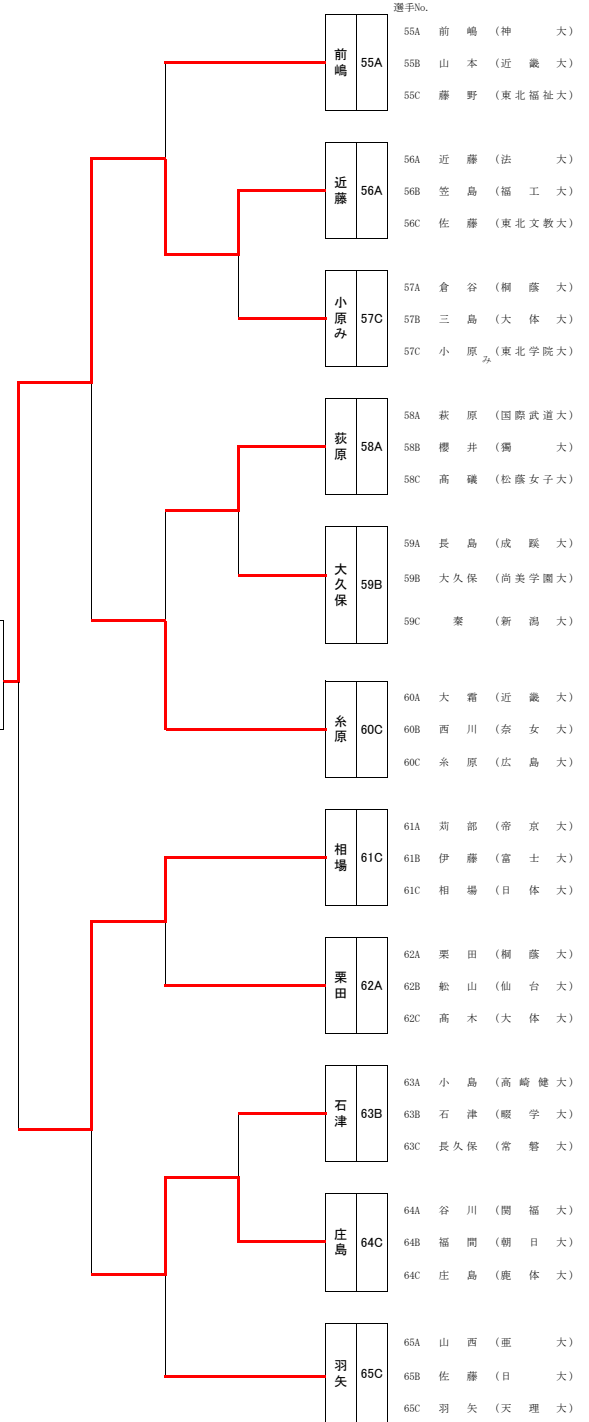 選手No.
前嶋 55A
55A 前嶋 （神大）
55B 山本 （近畿大）
55C 藤野 （東北福祉大）
近藤 56A
56A 近藤 （法大）
56B 笠島 （福工大）
56C 佐藤 （東北文教大）
小原み 57C
57A 倉谷 （桐蔭大）
57B 三島 （大体大）
57C 小原み （東北学院大）
荻原 58A
58A 萩原 （国際武道大）
58B 櫻井 （獨大）
58C 髙礒 （松蔭女子大）
大久保 59B
59A 長島 （成蹊大）
59B 大久保 （尚美学園大）
59C 秦 （新潟大）
糸原 60C
60A 大霜 （近畿大）
60B 西川 （奈女大）
60C 糸原 （広島大）
相場 61C
61A 苅部 （帝京大）
61B 伊藤 （富士大）
61C 相場 （日体大）
栗田 62A
62A 栗田 （桐蔭大）
62B 舩山 （仙台大）
62C 髙木 （大体大）
石津 63B
63A 小島 （高崎健大）
63B 石津 （畷学大）
63C 長久保 （常磐大）
庄島 64C
64A 谷川 （関福大）
64B 福間 （朝日大）
64C 庄島 （鹿体大）
羽矢 65C
65A 山西 （亜大）
65B 佐藤 （日大）
65C 羽矢 （天理大）